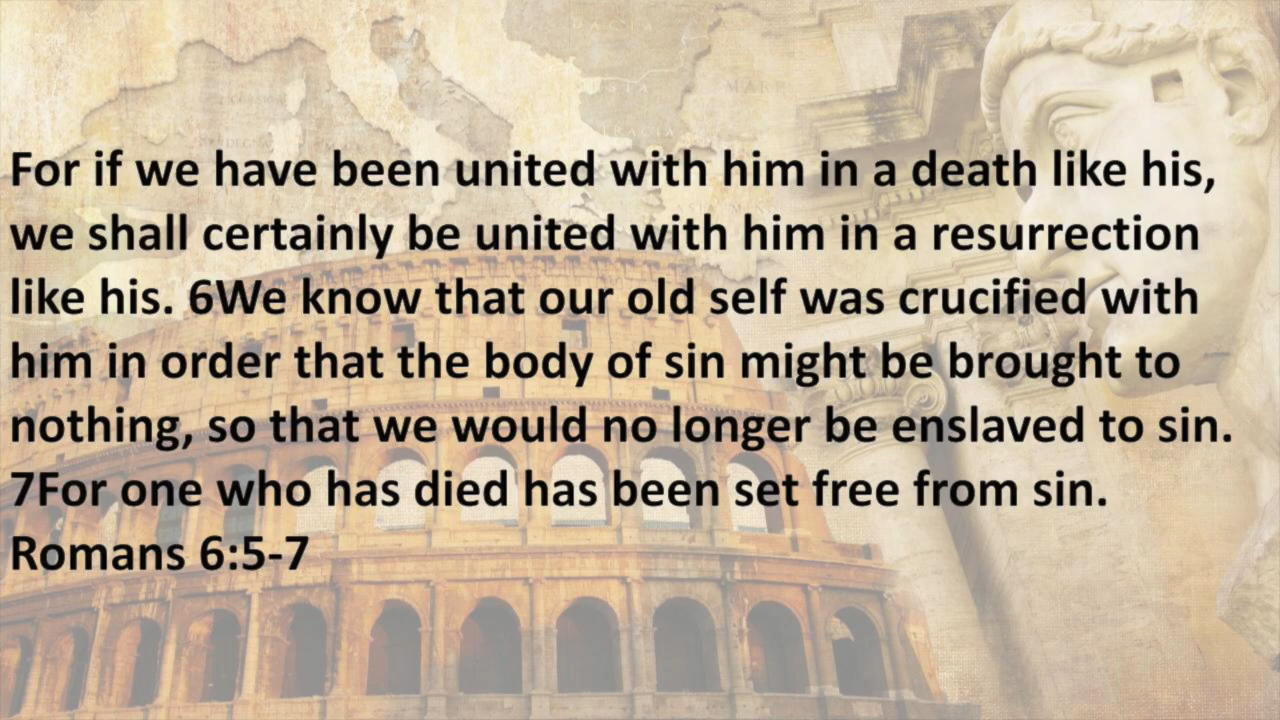 For if we have been united with him in a death like his,
we shall certainly be united with him in a resurrection
like his. 6We know that our old self was crucified with
him in order that the body of sin might be brought to
nothing, so that we would no longer be enslaved to sin.
7For one who has died has been set free from sin.
Romans 6:5-7